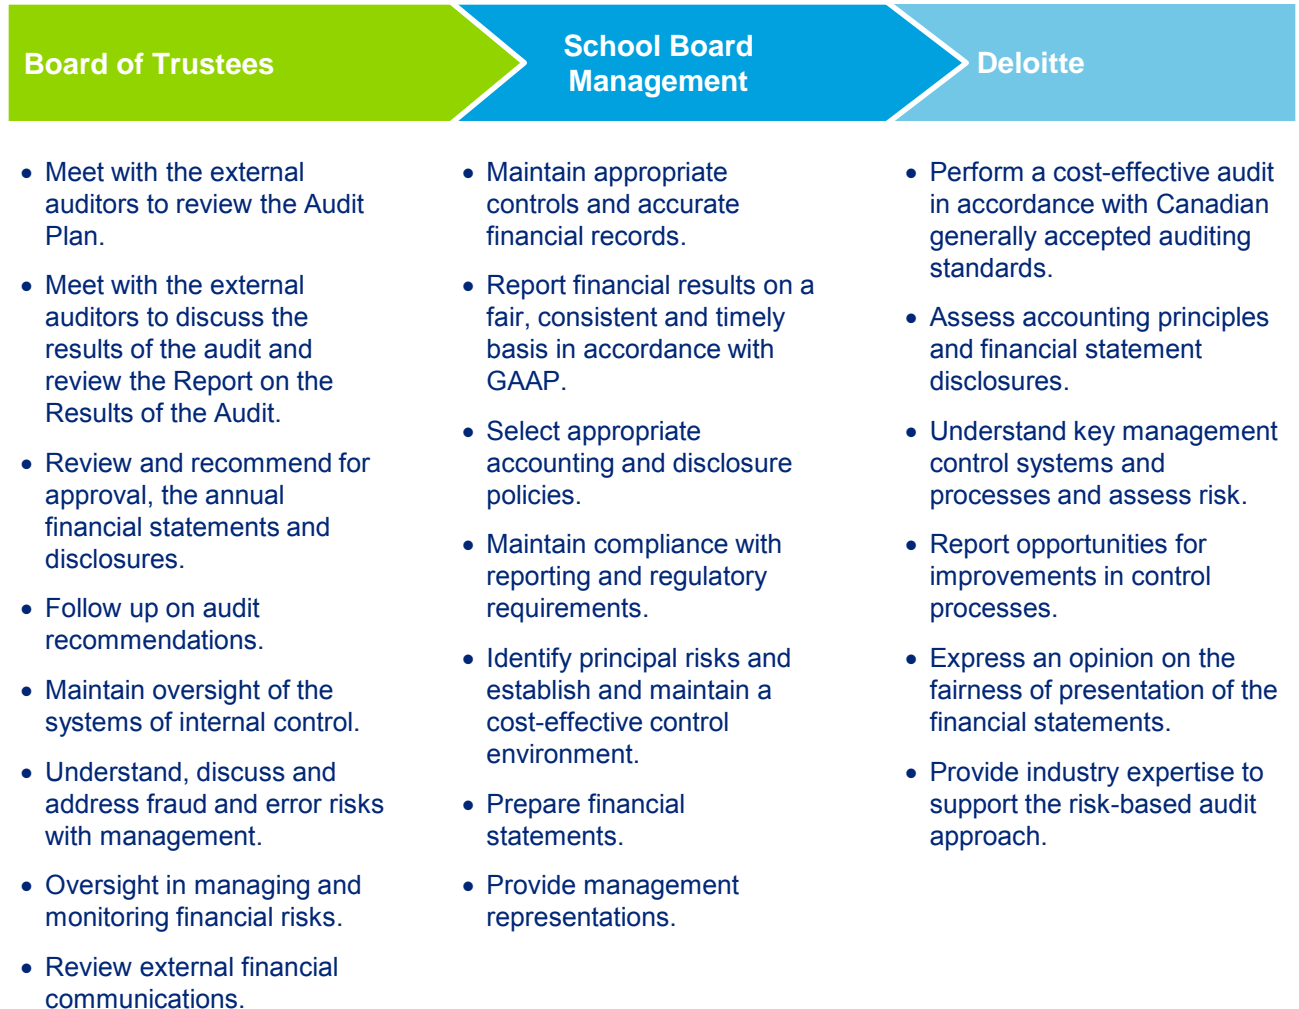 Board of Trustees
School Board
Management
Deloitte
• Meet with the external
auditors to review the Audit
Plan.
• Meet with the external
auditors to discuss the
results of the audit and
review the Report on the
Results of the Audit.
• Review and recommend for
approval, the annual
financial statements and
disclosures.
• Follow up on audit
recommendations.
• Maintain oversight of the
systems of internal control.
• Understand, discuss and
address fraud and error risks
with management.
• Oversight in managing and
monitoring financial risks.
• Review external financial
communications.
• Maintain appropriate
controls and accurate
financial records.
• Report financial results on a
fair, consistent and timely
basis in accordance with
GAAP.
• Select appropriate
accounting and disclosure
policies.
• Maintain compliance with
reporting and regulatory
requirements.
• Identify principal risks and
establish and maintain a
cost-effective control
environment.
• Prepare financial
statements.
• Provide management
representations.
• Perform a cost-effective audit
in accordance with Canadian
generally accepted auditing
standards.
• Assess accounting principles
and financial statement
disclosures.
• Understand key management
control systems and
processes and assess risk.
• Report opportunities for
improvements in control
processes.
• Express an opinion on the
fairness of presentation of the
financial statements.
• Provide industry expertise to
support the risk-based audit
approach.